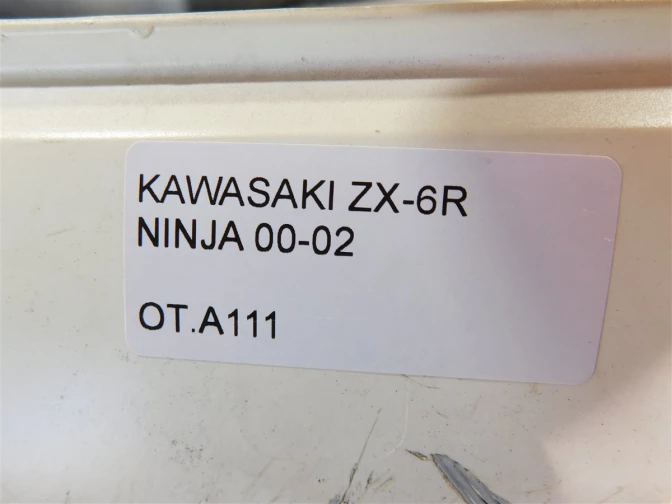 KAWASAKI ZX-6R
NINJA 00-02
OT.A111